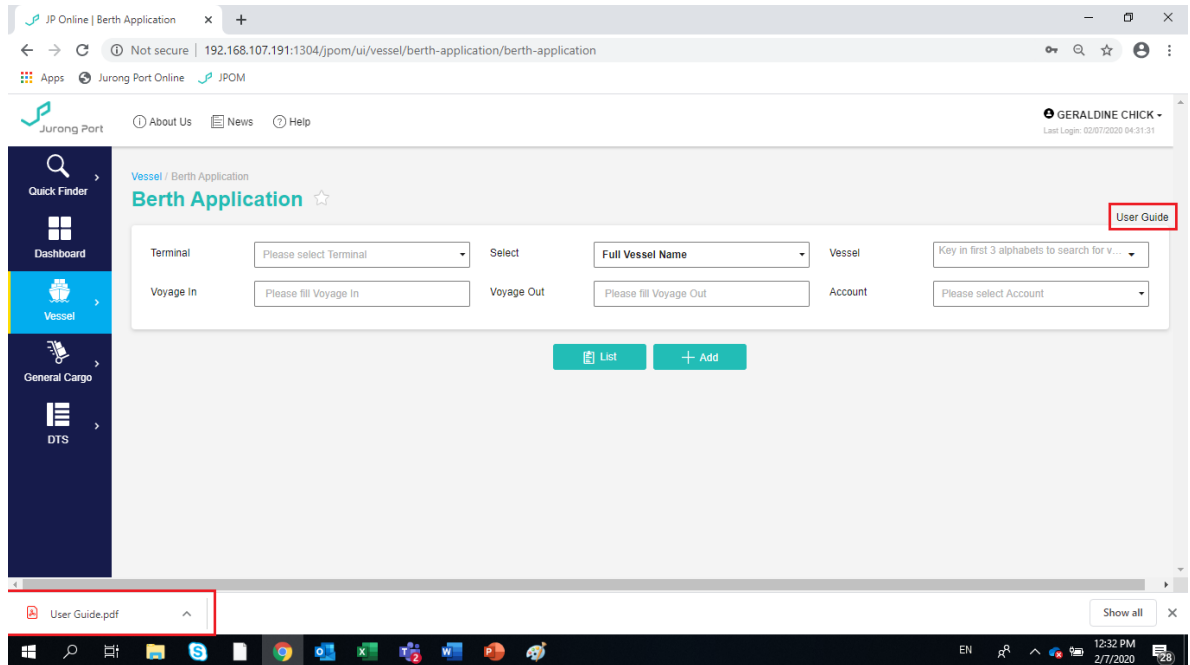 JP Online | Berth Application
Not secure | 192.168.107.191:1304/jpom/ui/vessel/berth-application/berth-application
Apps Jurong Port Online JPOM
Jurong Port
About Us News Help
GERALDINE CHICK
Last Login: 02/07/2020 04:31:31
Quick Finder
Dashboard
Vessel
General Cargo
DTS
Vessel / Berth Application
Berth Application
User Guide
Terminal Please select Terminal Select Full Vessel Name Vessel Key in first 3 alphabets to search for v...
Voyage In Please fill Voyage In Voyage Out Please fill Voyage Out Account Please select Account
List + Add
User Guide.pdf
Show all
EN
12:32 PM
2/7/2020
2
28